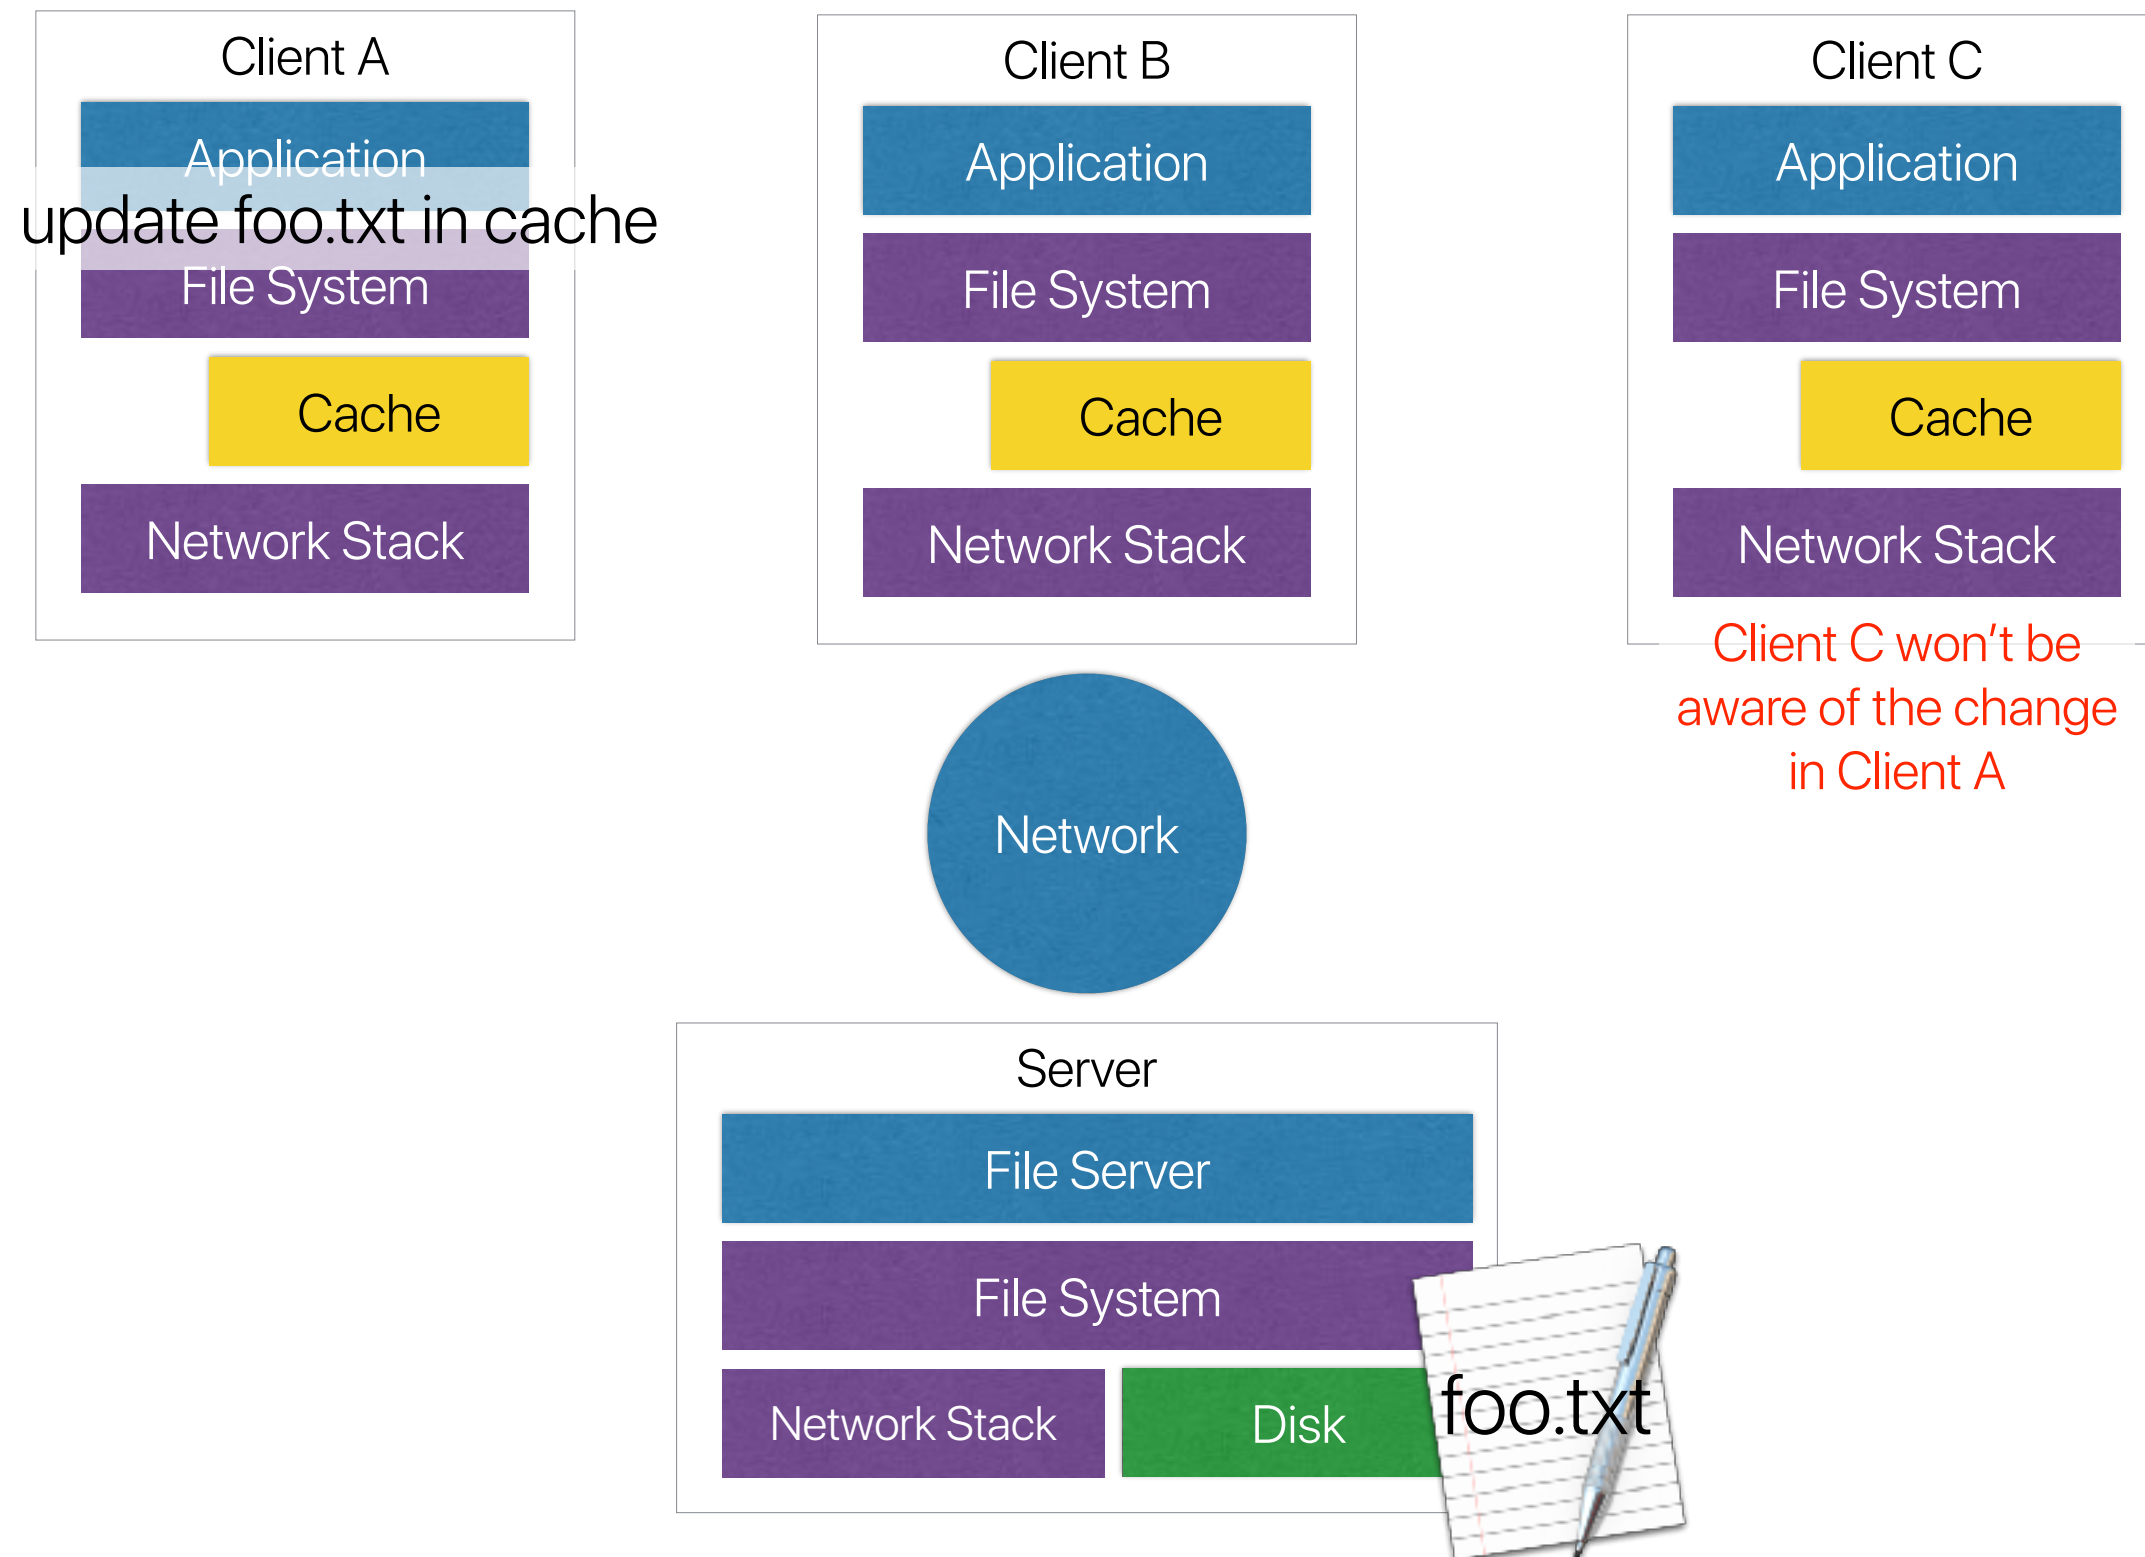 Client A
Application
update foo.txt in cache
File System
Cache
Network Stack
Client B
Application
File System
Cache
Network Stack
Client C
Application
File System
Cache
Network Stack
Client C won’t be
aware of the change
in Client A
Network
Server
File Server
File System
Network Stack
Disk
foo.txt